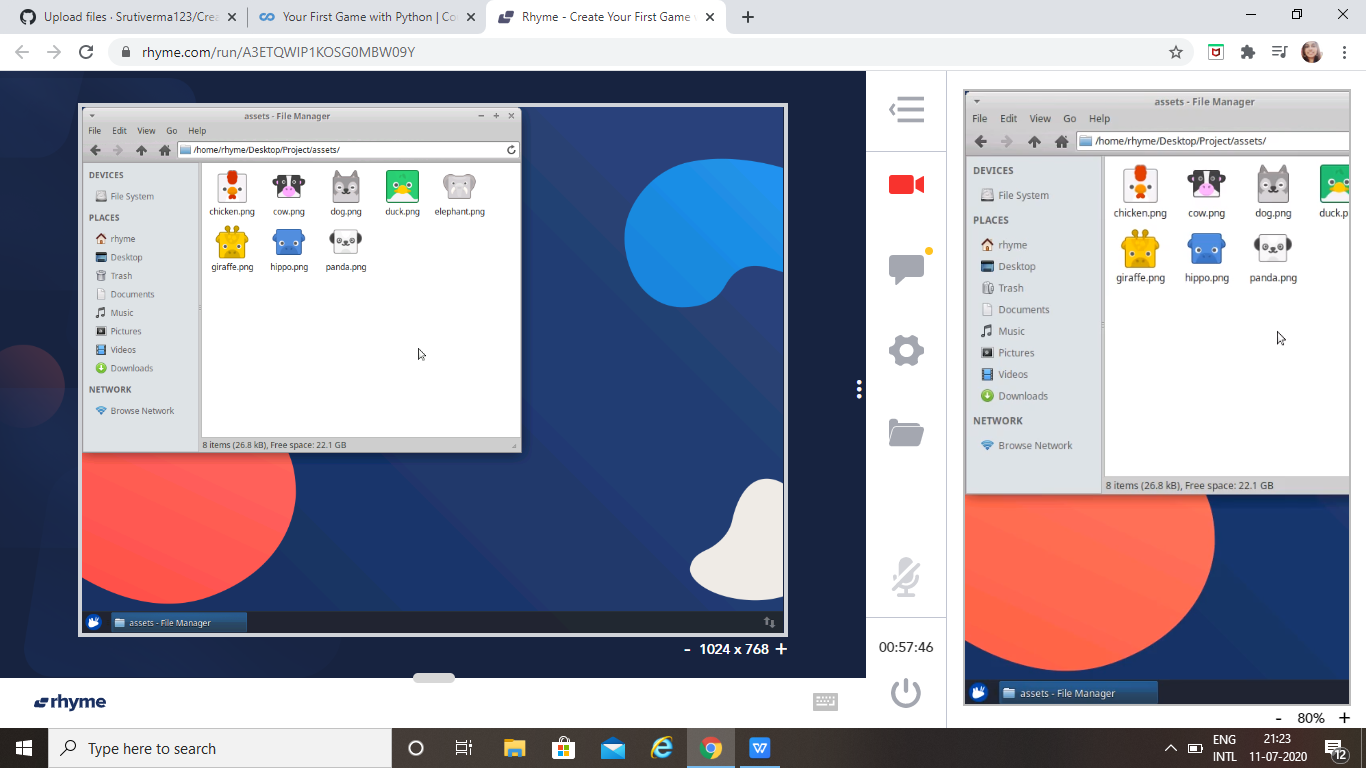 Upload files · Srutiverma123/Crea
Your First Game with Python | Co
Rhyme - Create Your First Game
rhyme.com/run/A3ETQWIP1KOSG0MBW09Y
assets - File Manager
File Edit View Go Help
/home/rhyme/Desktop/Project/assets/
DEVICES
File System
PLACES
rhyme
Desktop
Trash
Documents
Music
Pictures
Videos
Downloads
NETWORK
Browse Network
chicken.png cow.png dog.png duck.png elephant.png
giraffe.png hippo.png panda.png
8 items (26.8 kB), Free space: 22.1 GB
assets - File Manager
- 1024 x 768 +
rhyme
00:57:46
assets - File Manager
File Edit View Go Help
/home/rhyme/Desktop/Project/assets/
DEVICES
File System
PLACES
rhyme
Desktop
Trash
Documents
Music
Pictures
Videos
Downloads
NETWORK
Browse Network
chicken.png cow.png dog.png duck.p
giraffe.png hippo.png panda.png
8 items (26.8 kB), Free space: 22.1 GB
assets - File Manager
- 80% +
Type here to search
ENG
INTL
21:23
11-07-2020
12